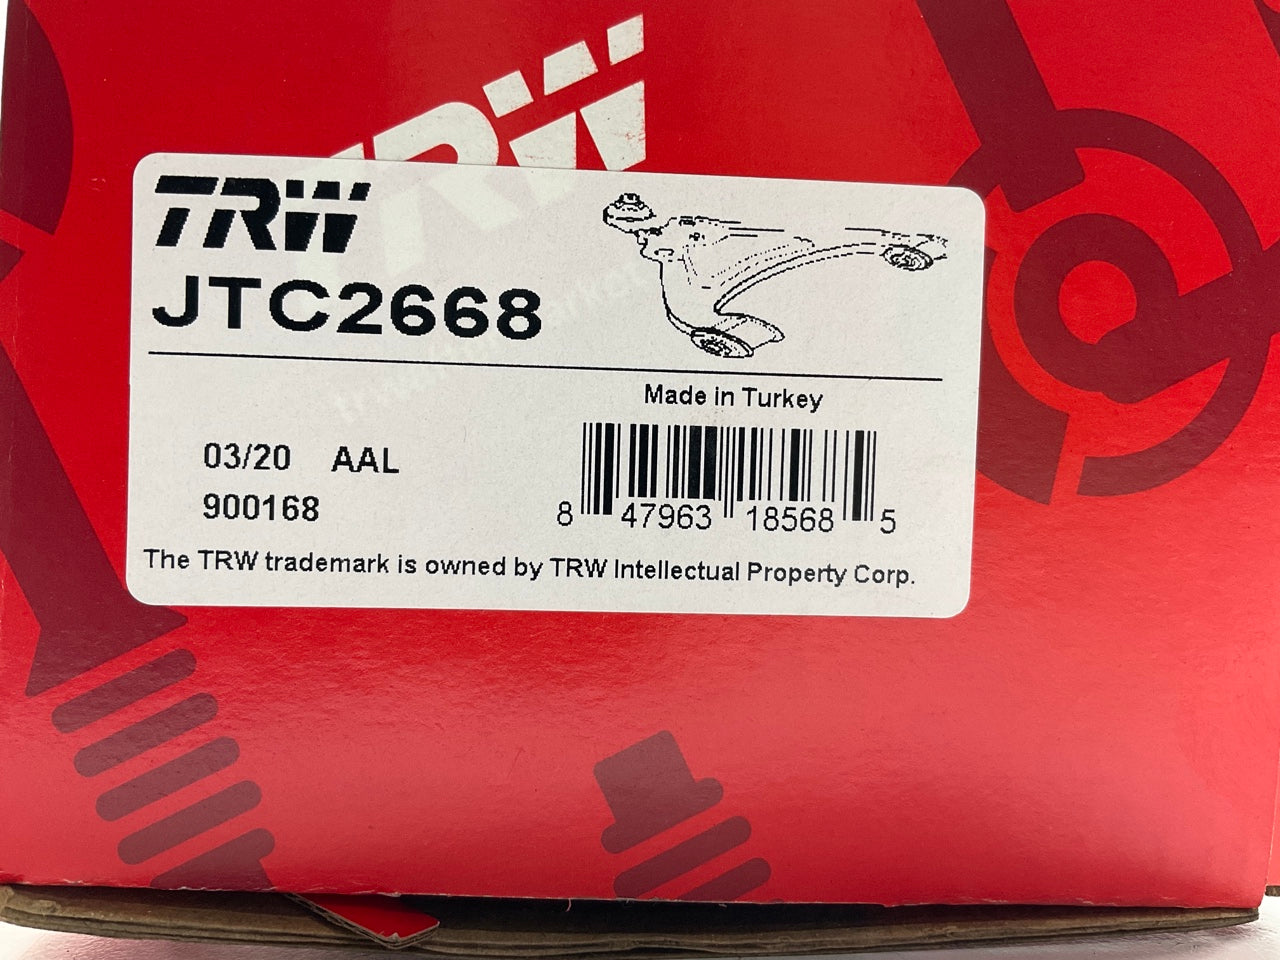 TRW
TRW
JTC2668
Made in Turkey
03/20 AAL
900168
8 47963 18568 5
The TRW trademark is owned by TRW Intellectual Property Corp.